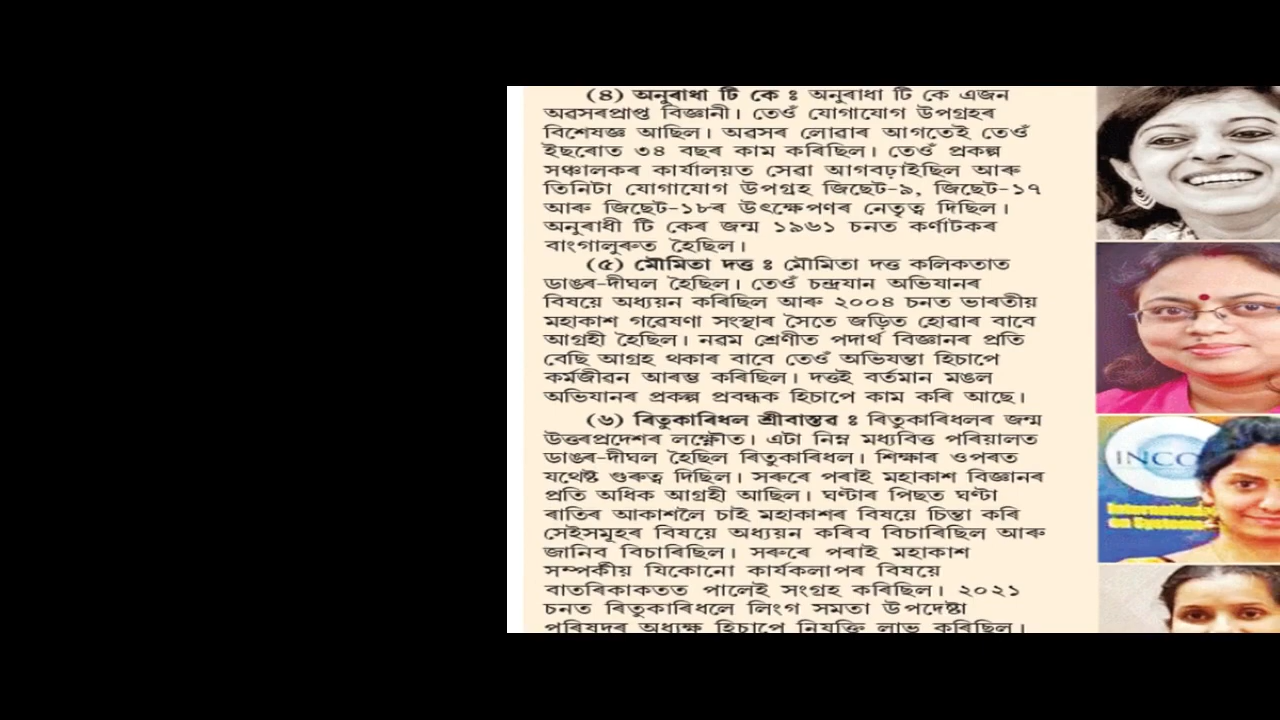 (৪) অনুৰাধা টি কে ঃ অনুৰাধা টি কে এজন
অৱসৰপ্ৰাপ্ত বিজ্ঞানী। তেওঁ যোগাযোগ উপগ্ৰহৰ
বিশেষজ্ঞ আছিল। অৱসৰ লোৱাৰ আগতেই তেওঁ
ইছৰোত ৩৪ বছৰ কাম কৰিছিল। তেওঁ প্ৰকল্প
সঞ্চালকৰ কাৰ্যালয়ত সেৱা আগবঢ়াইছিল আৰু
তিনিটা যোগাযোগ উপগ্ৰহ জিছেট-৯, জিছেট-১৭
আৰু জিছেট-১৮ৰ উৎক্ষেপণৰ নেতৃত্ব দিছিল।
অনুৰাধী টি কেৰ জন্ম ১৯৬১ চনত কৰ্ণাটকৰ
বাংগালুৰুত হৈছিল।
(৫) মৌমিতা দত্ত ঃ মৌমিতা দত্ত কলিকতাত
ডাঙৰ-দীঘল হৈছিল। তেওঁ চন্দ্ৰযান অভিযানৰ
বিষয়ে অধ্যয়ন কৰিছিল আৰু ২০০৪ চনত ভাৰতীয়
মহাকাশ গৱেষণা সংস্থাৰ সৈতে জড়িত হোৱাৰ বাবে
আগ্ৰহী হৈছিল। নৱম শ্ৰেণীত পদাৰ্থ বিজ্ঞানৰ প্ৰতি
বেছি আগ্ৰহ থকাৰ বাবে তেওঁ অভিযন্তা হিচাপে
কৰ্মজীৱন আৰম্ভ কৰিছিল। দত্তই বৰ্তমান মঙল
অভিযানৰ প্ৰকল্প প্ৰবন্ধক হিচাপে কাম কৰি আছে।
(৬) ৰিতুকাৰিধল শ্ৰীবাস্তৱ ঃ ৰিতুকাৰিধলৰ জন্ম
উত্তৰপ্ৰদেশৰ লক্ষ্ণৌত। এটা নিম্ন মধ্যবিত্ত পৰিয়ালত
ডাঙৰ-দীঘল হৈছিল ৰিতুকাৰিধল। শিক্ষাৰ ওপৰত
যথেষ্ট গুৰুত্ব দিছিল। সৰুৰে পৰাই মহাকাশ বিজ্ঞানৰ
প্ৰতি অধিক আগ্ৰহী আছিল। ঘণ্টাৰ পিছত ঘণ্টা
ৰাতিৰ আকাশলৈ চাই মহাকাশৰ বিষয়ে চিন্তা কৰি
সেইসমূহৰ বিষয়ে অধ্যয়ন কৰিব বিচাৰিছিল আৰু
জানিব বিচাৰিছিল। সৰুৰে পৰাই মহাকাশ
সম্পৰ্কীয় যিকোনো কাৰ্যকলাপৰ বিষয়ে
বাতৰিকাকতত পালেই সংগ্ৰহ কৰিছিল। ২০২১
চনত ৰিতুকাৰিধলে লিংগ সমতা উপদেষ্টা
পৰিষদৰ অধ্যক্ষ হিচাপে নিযুক্তি লাভ কৰিছিল।
INCO